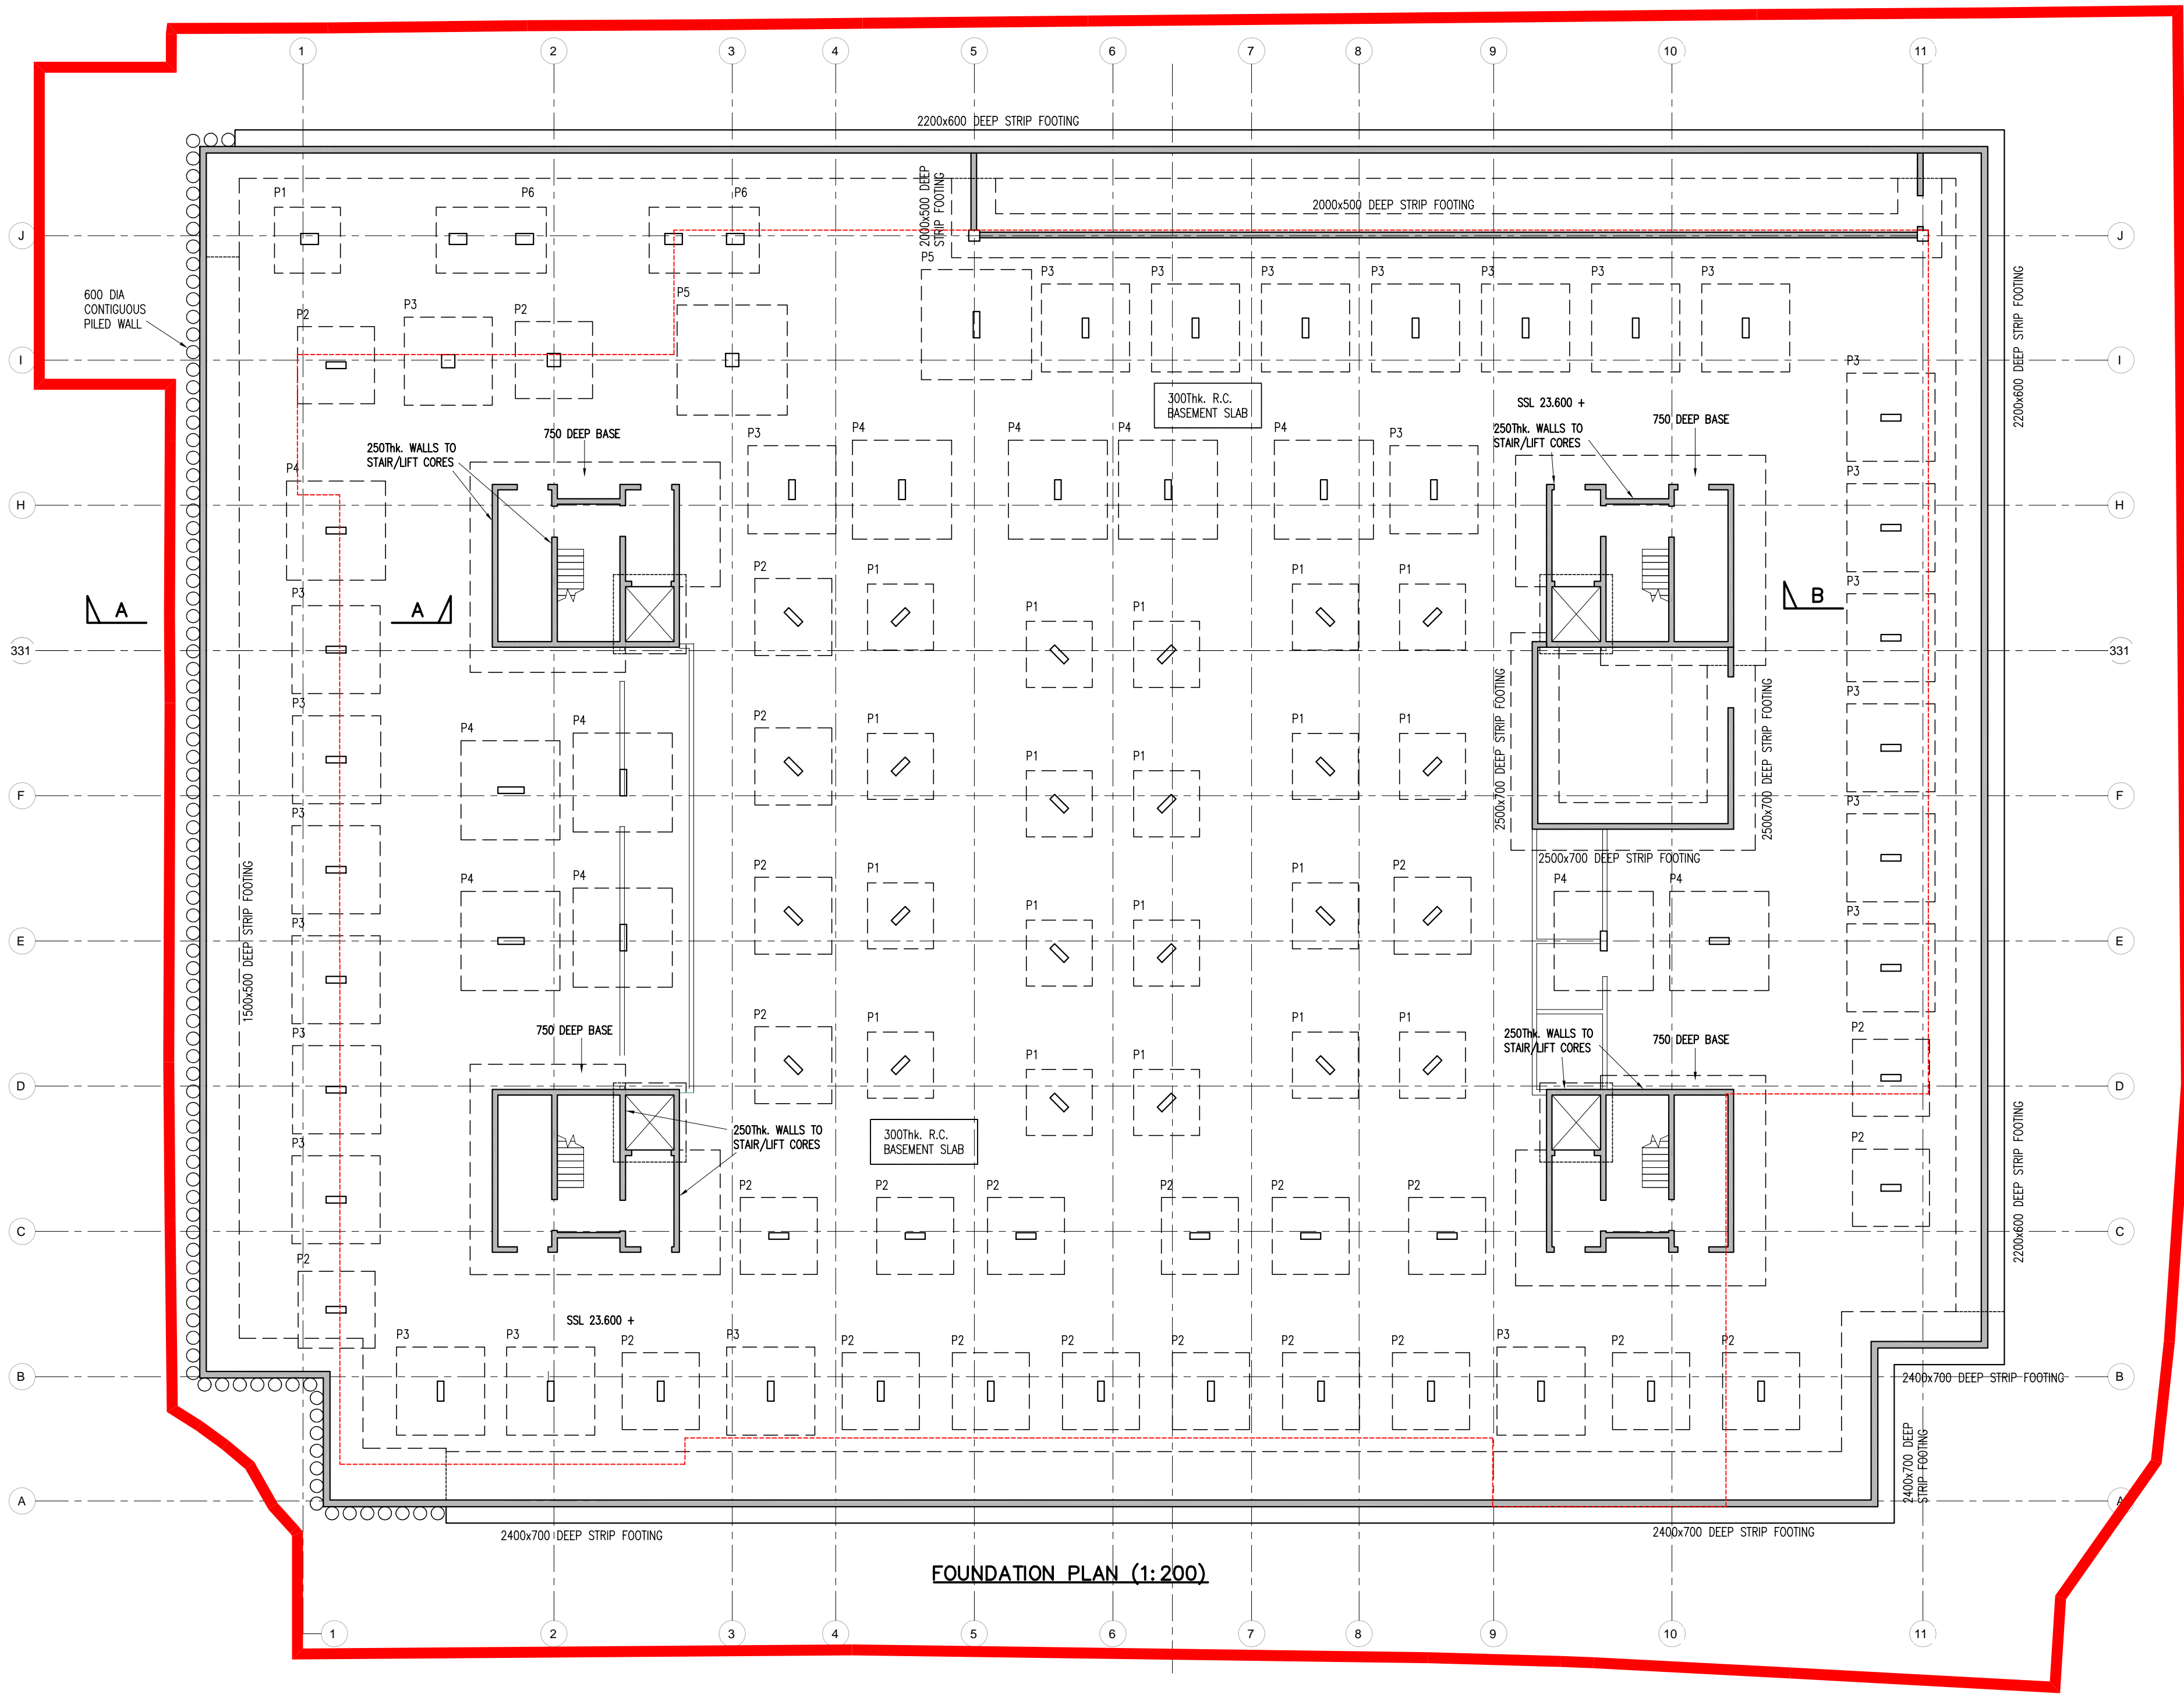 1 2 3 4 5 6 7 8 9 10 11
2200x600 DEEP STRIP FOOTING
2000x500 DEEP
STRIP FOOTING
2000x500 DEEP STRIP FOOTING
P1 P6 P6
J J
P5
P3 P3 P3 P3 P3 P3 P3
2200x600 DEEP STRIP FOOTING
600 DIA
CONTIGUOUS
PILED WALL
P2 P3 P2 P5
I I
P3
300Thk. R.C.
BASEMENT SLAB
SSL 23.600 +
750 DEEP BASE
250Thk. WALLS TO
STAIR/LIFT CORES
250Thk. WALLS TO
STAIR/LIFT CORES
750 DEEP BASE
P3 P4 P4 P4 P4 P3
P4 P3
H H
P2 P1 P1 P1 P3
A A B
P3 P1 P1
331 331
2500x700 DEEP STRIP FOOTING
2500x700 DEEP STRIP FOOTING
P3 P4 P4 P2 P1 P1 P1 P3
P1 P1
F F
P3 P3
2500x700 DEEP STRIP FOOTING
1500x500 DEEP STRIP FOOTING
P4 P4 P2 P1 P1 P2 P4 P4
P3 P1 P1 P3
E E
750 DEEP BASE
P3 P2 P1 P1 P1 P2
250Thk. WALLS TO
STAIR/LIFT CORES
750 DEEP BASE
P1 P1
D D
250Thk. WALLS TO
STAIR/LIFT CORES
300Thk. R.C.
BASEMENT SLAB
P3 P2
2200x600 DEEP STRIP FOOTING
P2 P2 P2 P2 P2 P2
C C
P2
SSL 23.600 +
P3 P3 P2 P3 P2 P2 P2 P2 P2 P2 P3 P2 P2
B B
2400x700 DEEP STRIP FOOTING
2400x700 DEEP
STRIP FOOTING
A A
2400x700 DEEP STRIP FOOTING
2400x700 DEEP STRIP FOOTING
FOUNDATION PLAN (1:200)
1 2 3 4 5 6 7 8 9 10 11